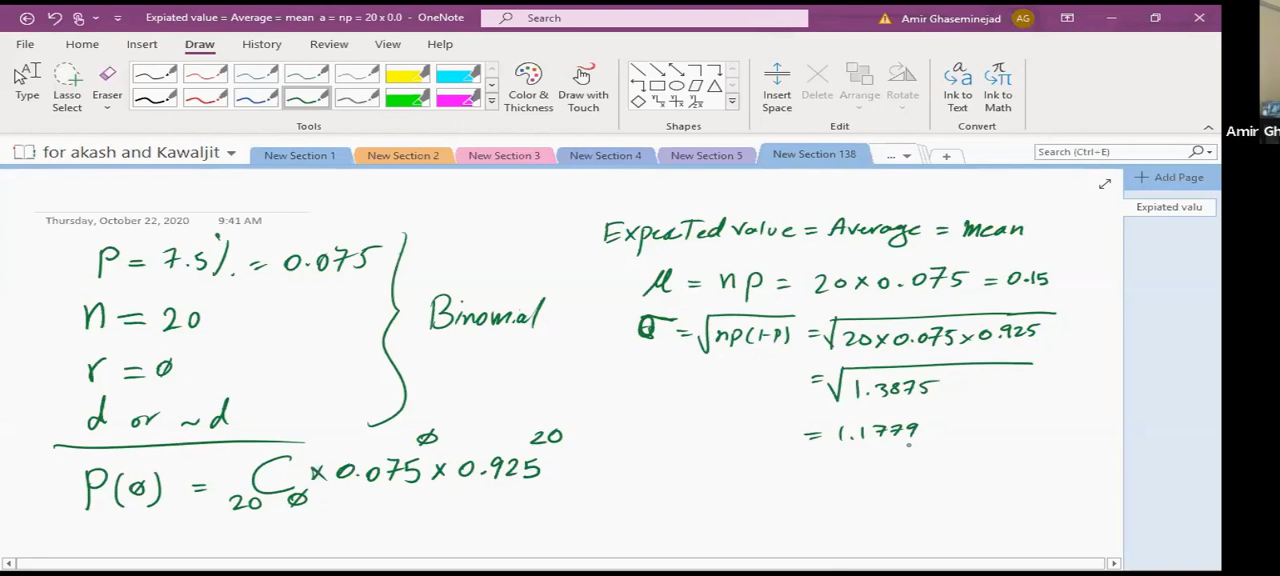 Expiated value = Average = mean a = np = 20 x 0.0 - OneNote
Search
Amir Ghaseminejad
AG
File Home Insert Draw History Review View Help
Type
Lasso Select
Eraser
Color & Thickness
Draw with Touch
Insert Space
Delete
Arrange
Rotate
Ink to Text
Ink to Math
Tools
Shapes
Edit
Convert
Amir Gh
for akash and Kawaljit
New Section 1
New Section 2
New Section 3
New Section 4
New Section 5
New Section 138
...
Search (Ctrl+E)
Add Page
Expiated valu
Thursday, October 22, 2020 9:41 AM
P = 7.5% = 0.075
n = 20
r = ϕ
d or ~d
Binomial
P(ϕ) = 20Cϕ × 0.075^ϕ × 0.925^20
Expected value = Average = mean
μ = np = 20 × 0.075 = 0.15
σ = √np(1-p) = √20×0.075×0.925
= √1.3875
= 1.1779